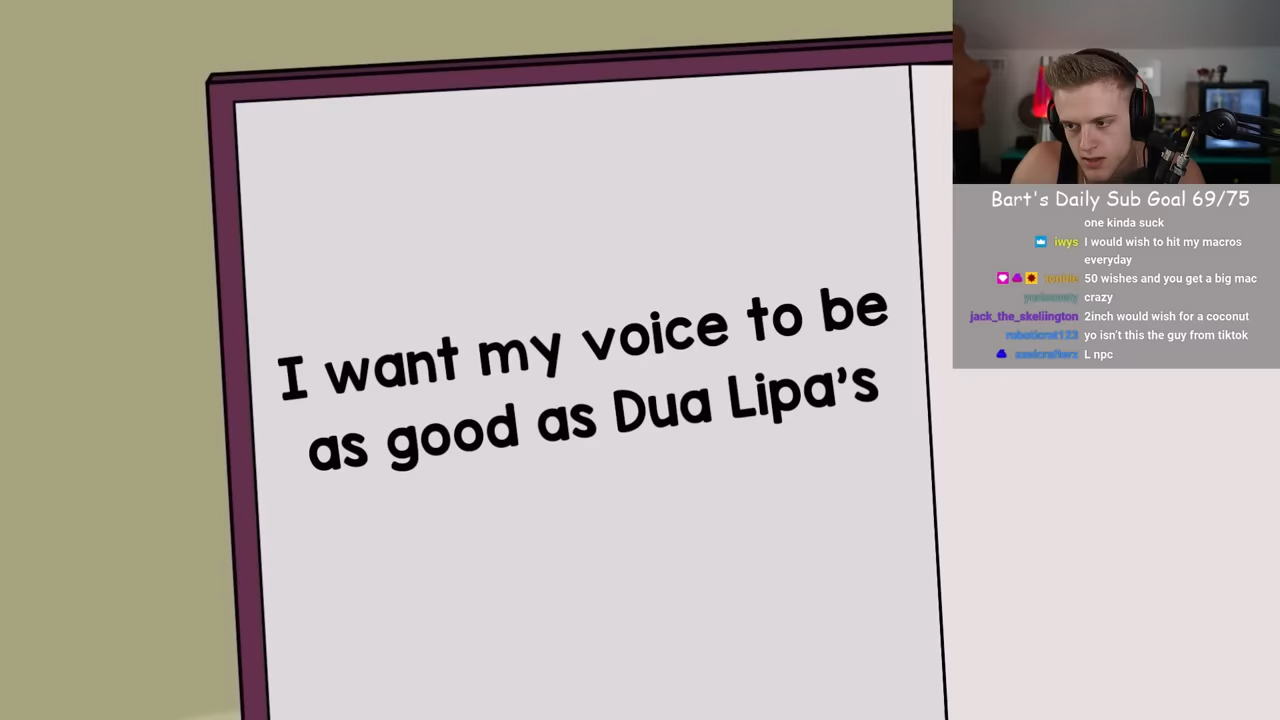 I want my voice to be
as good as Dua Lipa's
Bart's Daily Sub Goal 69/75
one kinda suck
iwys I would wish to hit my macros
everyday
50 wishes and you get a big mac
crazy
jack_the_skeliington 2inch would wish for a coconut
yo isn't this the guy from tiktok
L npc